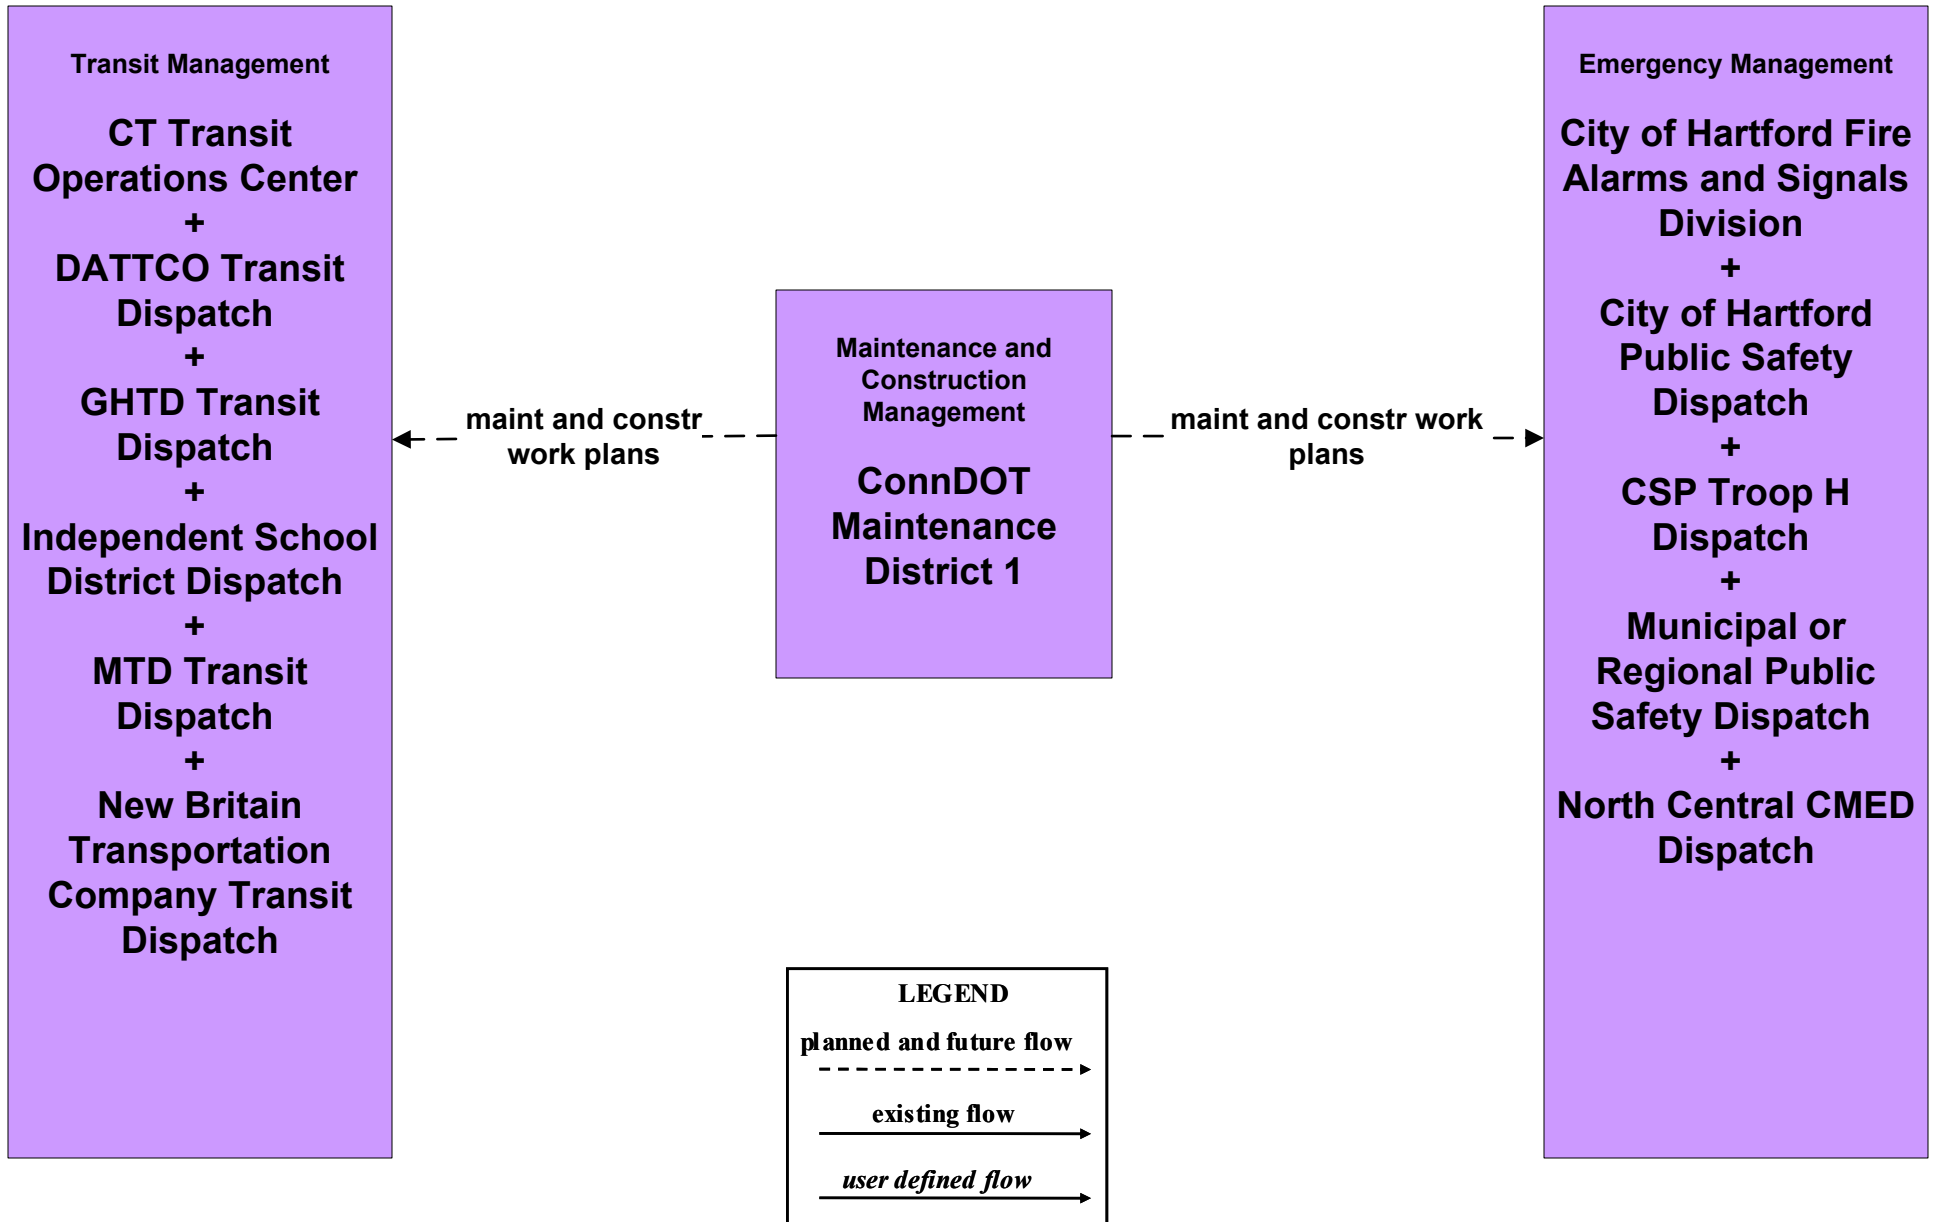 Transit Management
CT Transit
Operations Center
+
DATTCO Transit
Dispatch
+
GHTD Transit
Dispatch
+
Independent School
District Dispatch
+
MTD Transit
Dispatch
+
New Britain
Transportation
Company Transit
Dispatch
maint and constr
work plans
Maintenance and
Construction
Management
ConnDOT
Maintenance
District 1
maint and constr work
plans
Emergency Management
City of Hartford Fire
Alarms and Signals
Division
+
City of Hartford
Public Safety
Dispatch
+
CSP Troop H
Dispatch
+
Municipal or
Regional Public
Safety Dispatch
+
North Central CMED
Dispatch
LEGEND
planned and future flow
existing flow
user defined flow